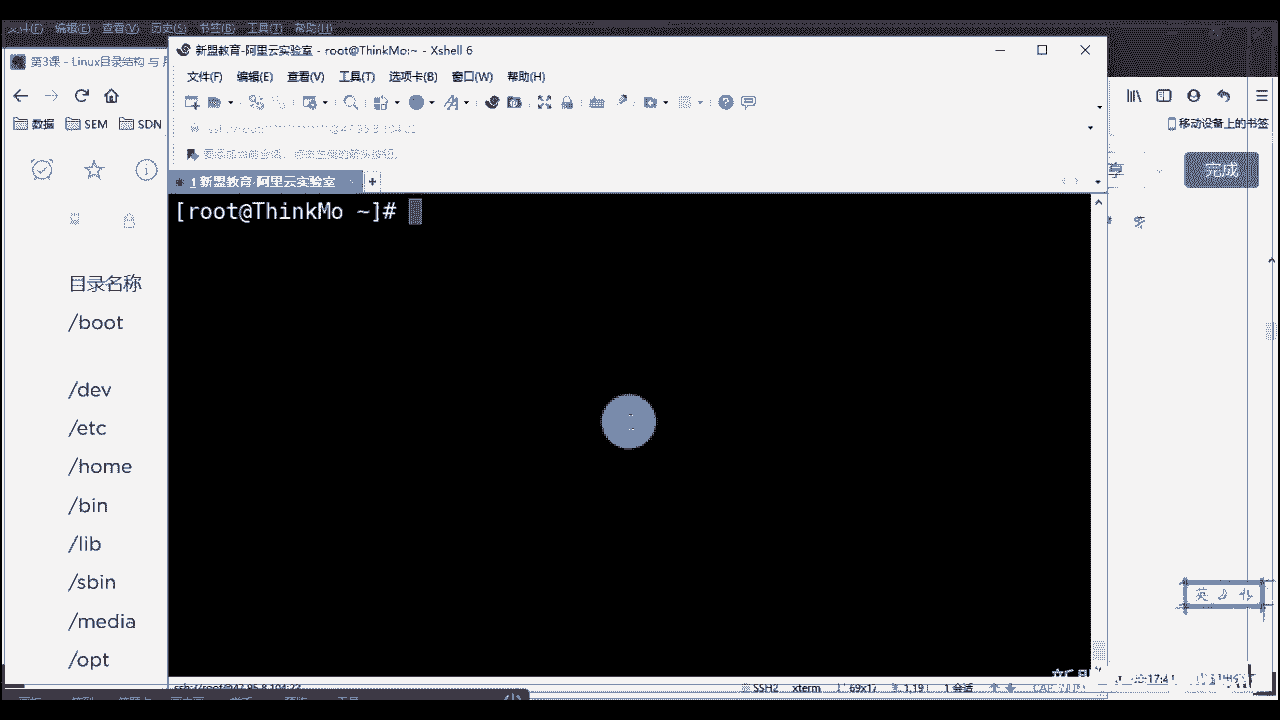 文件(F) 编辑(E) 查看(V) 历史(S) 书签(B) 工具(T) 帮助(H)
新盟教育-阿里云实验室 - root@ThinkMo:~ - Xshell 6
第3课 - Linux目录结构 与
文件(F) 编辑(E) 查看(V) 工具(T) 选项卡(B) 窗口(W) 帮助(H)
数据 SEM SDN
移动设备上的书签
享
完成
1 新盟教育-阿里云实验室
[root@ThinkMo ~]#
目录名称
/boot
/dev
/etc
/home
/bin
/lib
/sbin
/media
/opt
英
SSH2 xterm 69x17 1,19 1 会话